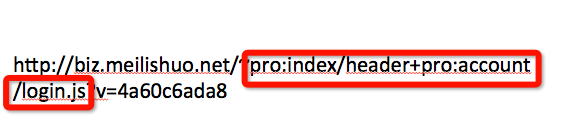 http://biz.meilishuo.net/~pro:index/header+pro:account
/login.js?v=4a60c6ada8